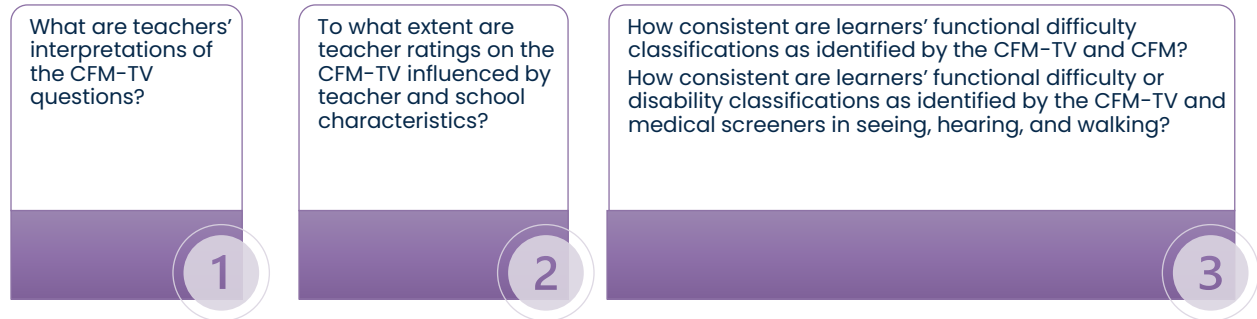 What are teachers'
interpretations of
the CFM-TV
questions?
1
To what extent are
teacher ratings on the
CFM-TV influenced by
teacher and school
characteristics?
2
How consistent are learners' functional difficulty
classifications as identified by the CFM-TV and CFM?
How consistent are learners' functional difficulty or
disability classifications as identified by the CFM-TV and
medical screeners in seeing, hearing, and walking?
3